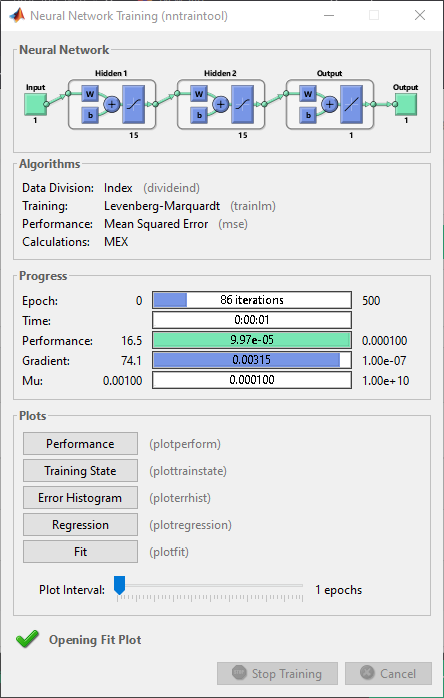 Neural Network Training (nntraintool)
Neural Network
Hidden 1 Hidden 2 Output
Input W W W Output
b b b
1 15 15 1 1
Algorithms
Data Division: Index (divideind)
Training: Levenberg-Marquardt (trainlm)
Performance: Mean Squared Error (mse)
Calculations: MEX
Progress
Epoch: 0 86 iterations 500
Time: 0:00:01
Performance: 16.5 9.97e-05 0.000100
Gradient: 74.1 0.00315 1.00e-07
Mu: 0.00100 0.000100 1.00e+10
Plots
Performance (plotperform)
Training State (plottrainstate)
Error Histogram (ploterrhist)
Regression (plotregression)
Fit (plotfit)
Plot Interval: 1 epochs
Opening Fit Plot
Stop Training Cancel